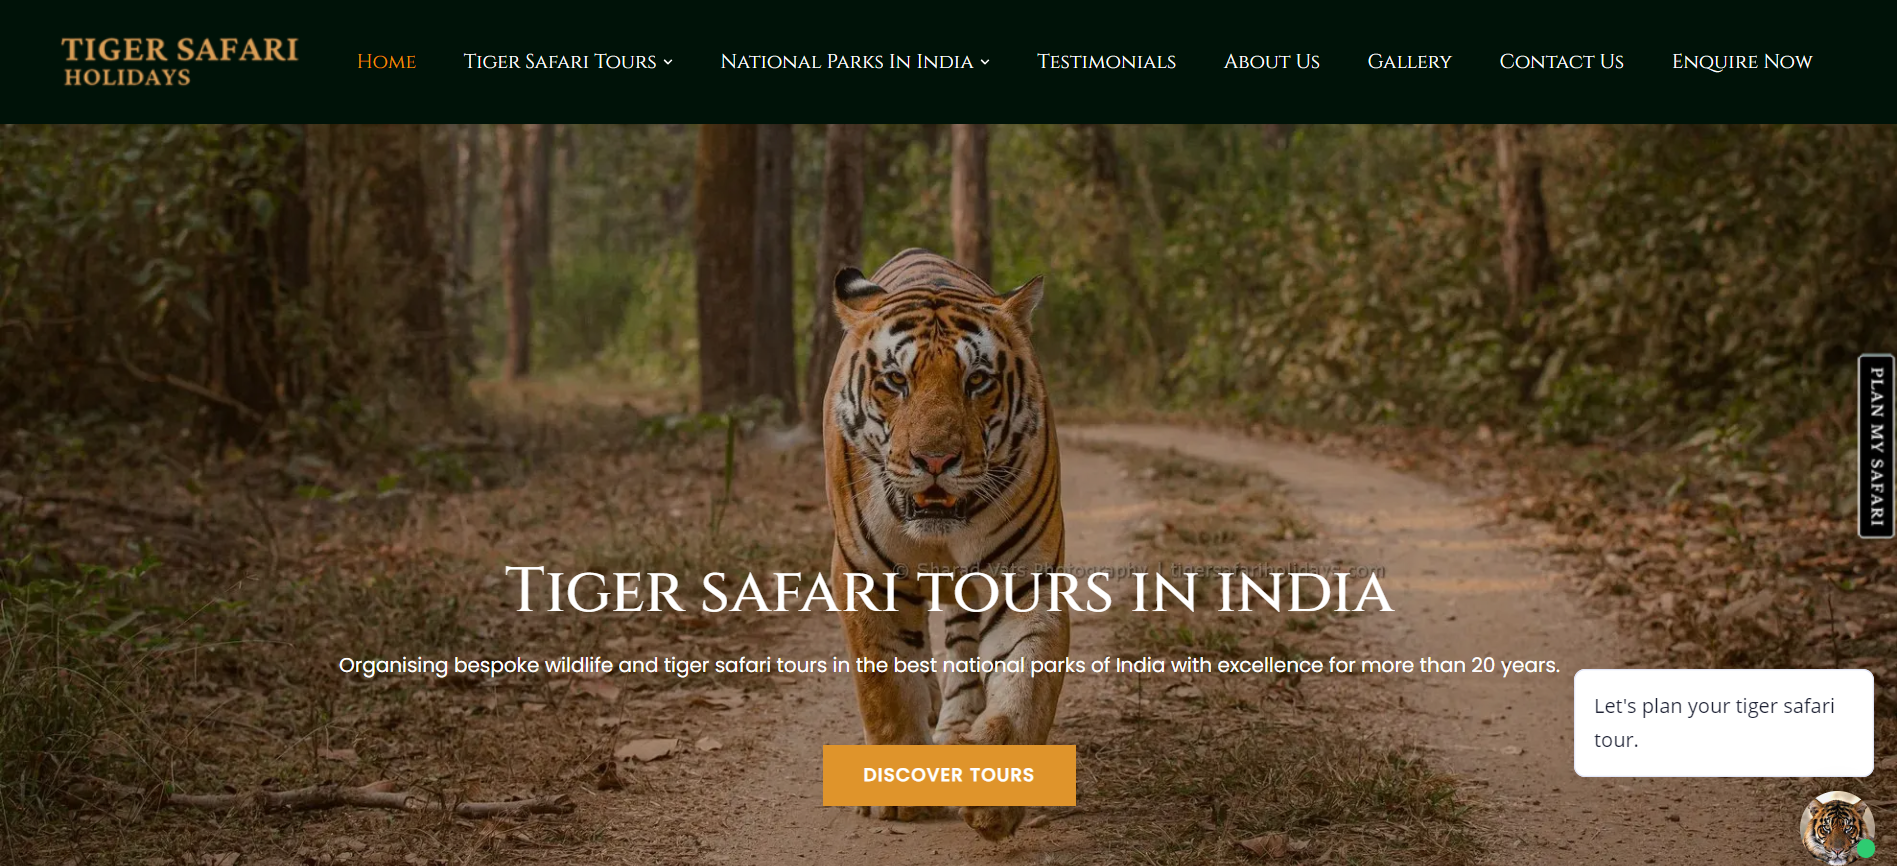 TIGER SAFARI
HOLIDAYS
Home
Tiger Safari Tours
National Parks In India
Testimonials
About Us
Gallery
Contact Us
Enquire Now
PLAN MY SAFARI
© Sharad Vats Photography | tigersafariholidays.com
Tiger safari tours in India
Organising bespoke wildlife and tiger safari tours in the best national parks of India with excellence for more than 20 years.
Let's plan your tiger safari
tour.
DISCOVER TOURS